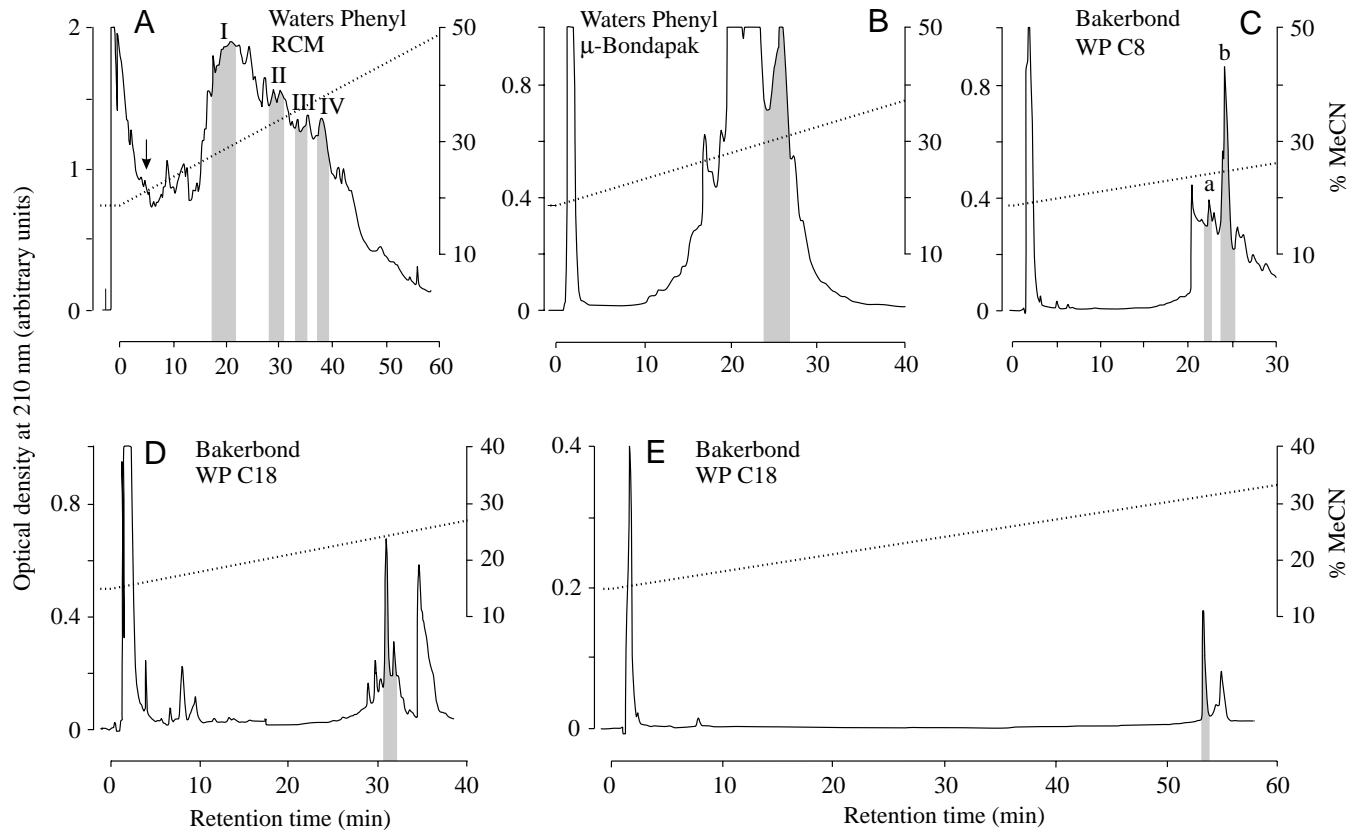 Optical density at 210 nm (arbitrary units)
A
Waters Phenyl
RCM
I
II
III
IV
2
1.5
1
0.5
0
50
30
10
0 10 20 30 40 50 60
B
Waters Phenyl
µ-Bondapak
0.8
0.4
0
50
30
10
0 10 20 30 40
C
Bakerbond
WP C8
a
b
0.8
0.4
0
50
30
10
% MeCN
0 10 20 30
D
Bakerbond
WP C18
0.8
0.4
0
40
30
20
10
0 10 20 30 40
Retention time (min)
E
Bakerbond
WP C18
0.4
0.2
0
40
30
20
10
% MeCN
0 10 20 30 40 50 60
Retention time (min)